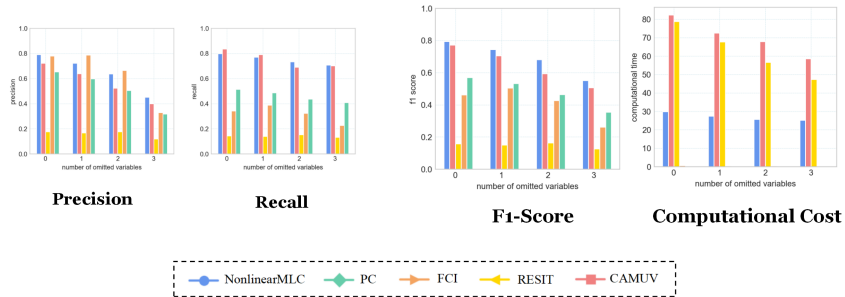 1.0
0.8
0.6
0.4
0.2
0.0
precision
0 1 2 3
number of omitted variables
Precision
1.0
0.8
0.6
0.4
0.2
0.0
recall
0 1 2 3
number of omitted variables
Recall
1.0
0.8
0.6
0.4
0.2
0.0
f1 score
0 1 2 3
number of omitted variables
F1-Score
80
70
60
50
40
30
20
10
0
computational time
0 1 2 3
number of omitted variables
Computational Cost
NonlinearMLC PC FCI RESIT CAMUV